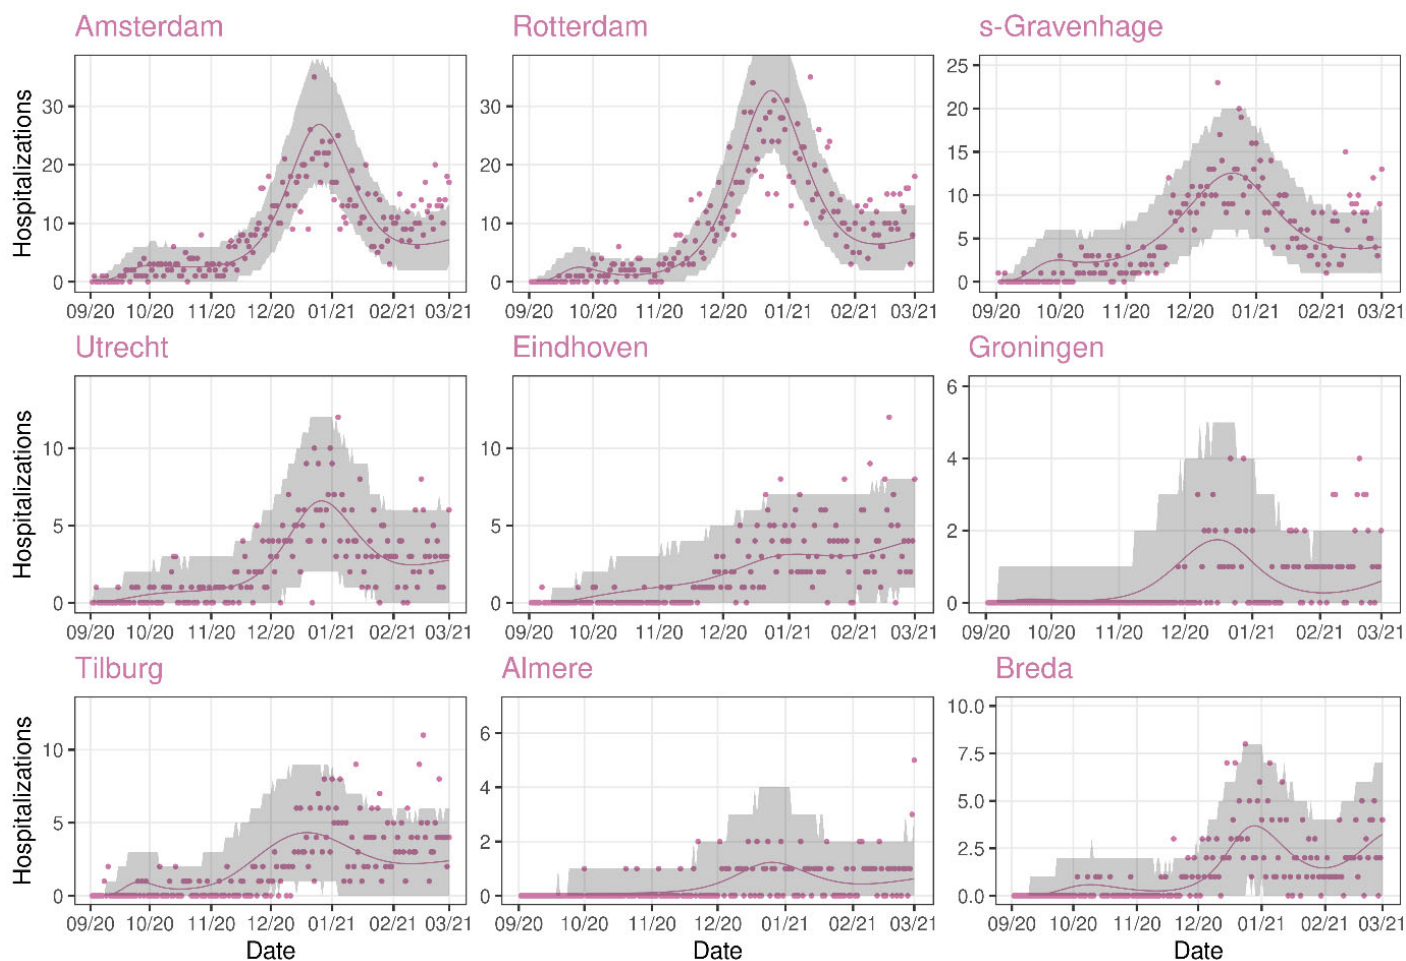 Amsterdam Rotterdam s-Gravenhage
Hospitalizations
30
20
10
0
09/20 10/20 11/20 12/20 01/21 02/21 03/21
30
20
10
0
09/20 10/20 11/20 12/20 01/21 02/21 03/21
25
20
15
10
5
0
09/20 10/20 11/20 12/20 01/21 02/21 03/21
Utrecht Eindhoven Groningen
Hospitalizations
10
5
0
09/20 10/20 11/20 12/20 01/21 02/21 03/21
10
5
0
09/20 10/20 11/20 12/20 01/21 02/21 03/21
6
4
2
0
09/20 10/20 11/20 12/20 01/21 02/21 03/21
Tilburg Almere Breda
Hospitalizations
10
5
0
09/20 10/20 11/20 12/20 01/21 02/21 03/21
Date
6
4
2
0
09/20 10/20 11/20 12/20 01/21 02/21 03/21
Date
10.0
7.5
5.0
2.5
0.0
09/20 10/20 11/20 12/20 01/21 02/21 03/21
Date